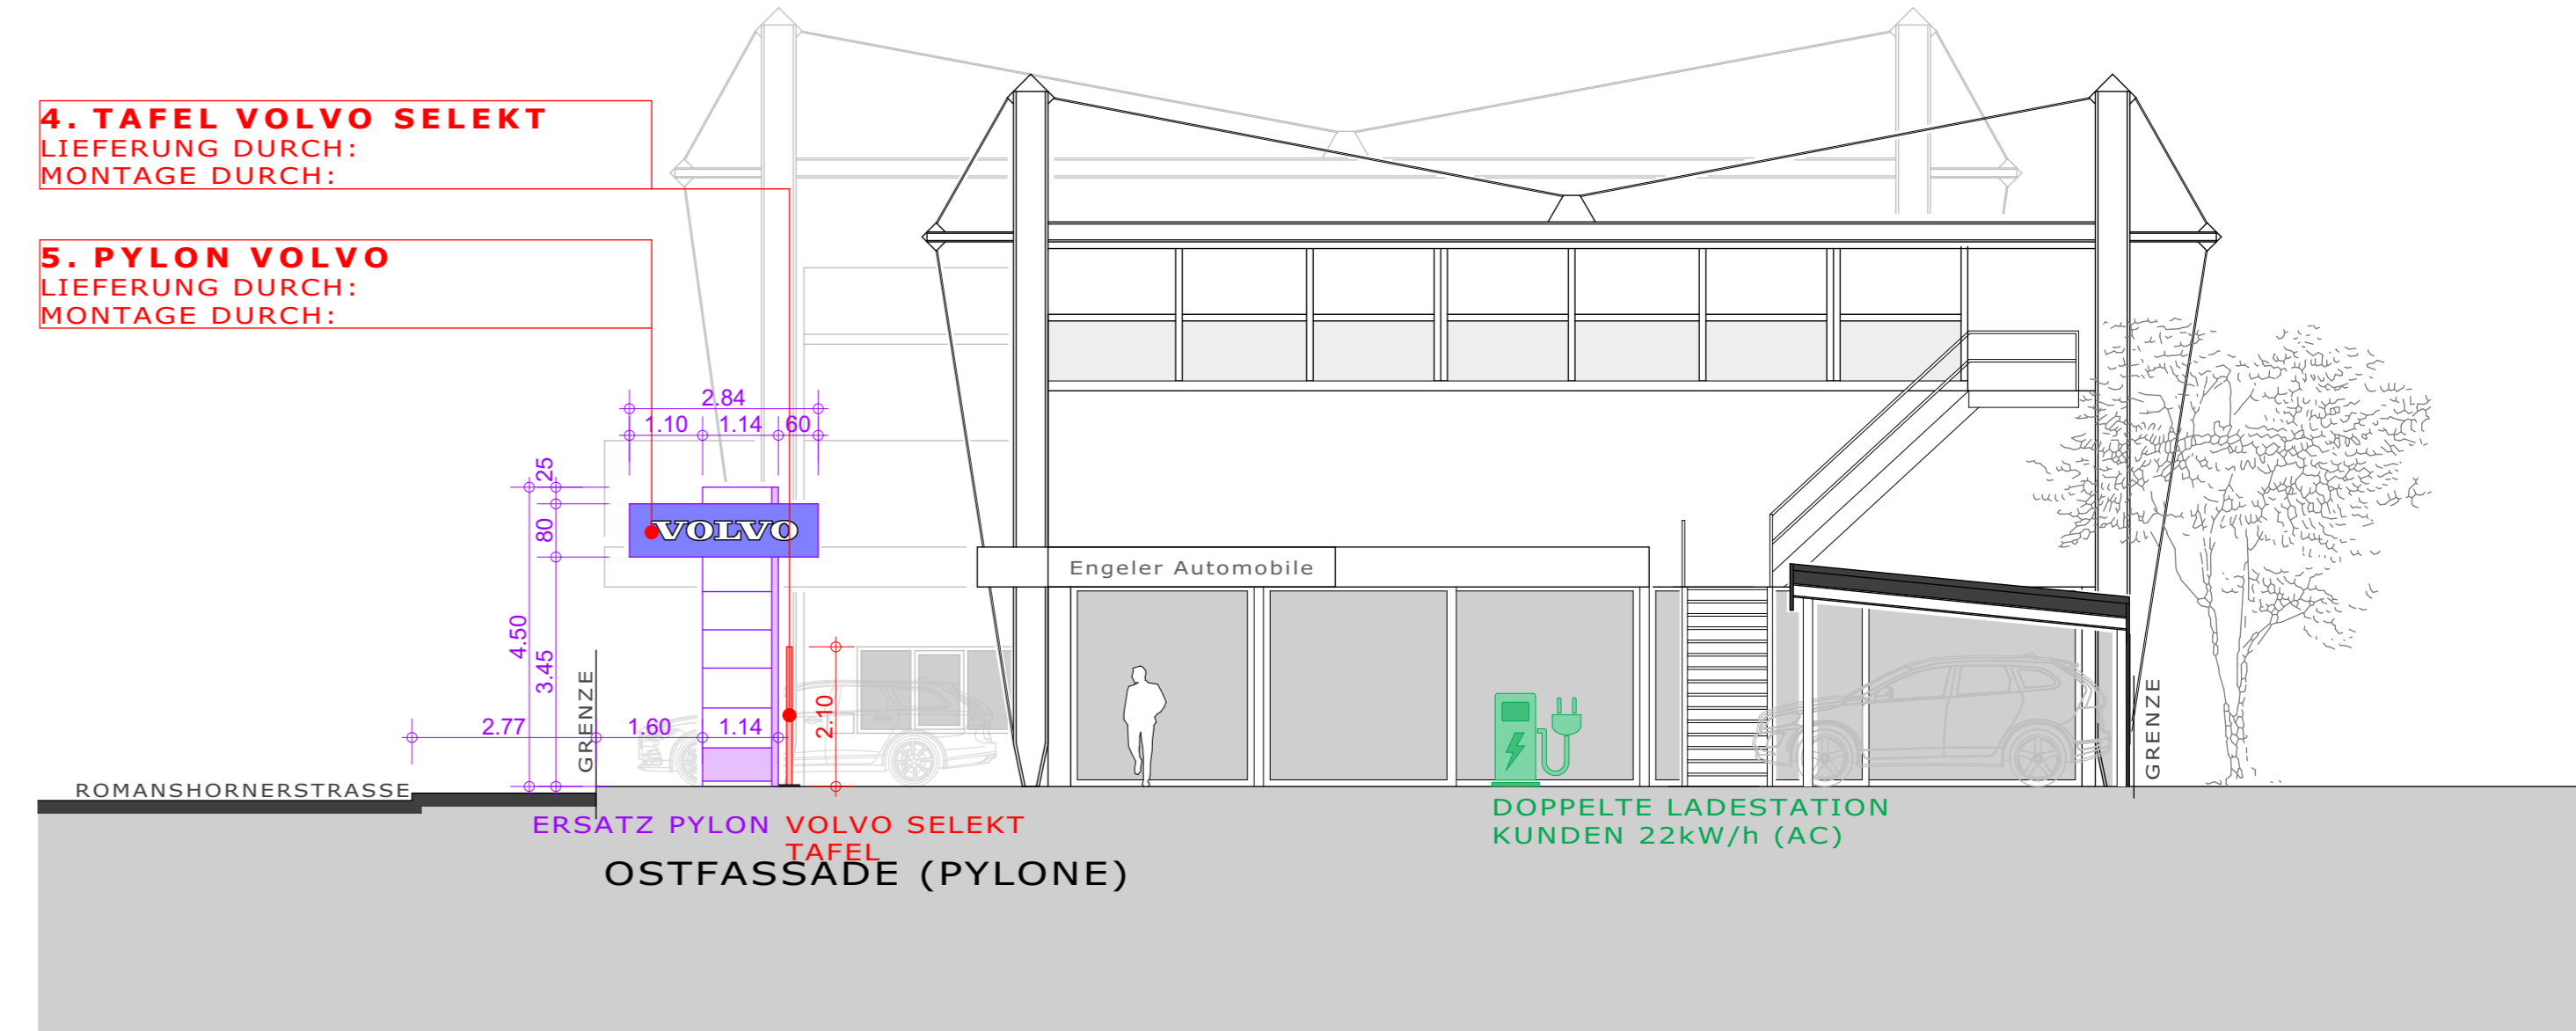 4. TAFEL VOLVO SELEKT
LIEFERUNG DURCH:
MONTAGE DURCH:
5. PYLON VOLVO
LIEFERUNG DURCH:
MONTAGE DURCH:
2.84
1.10 1.14 60
25
80
4.50
3.45
VOLVO
Engeler Automobile
2.10
GRENZE
2.77 1.60 1.14
GRENZE
ROMANSHORNERSTRASSE
ERSATZ PYLON
VOLVO SELEKT
TAFEL
DOPPELTE LADESTATION
KUNDEN 22kW/h (AC)
OSTFASSADE (PYLONE)